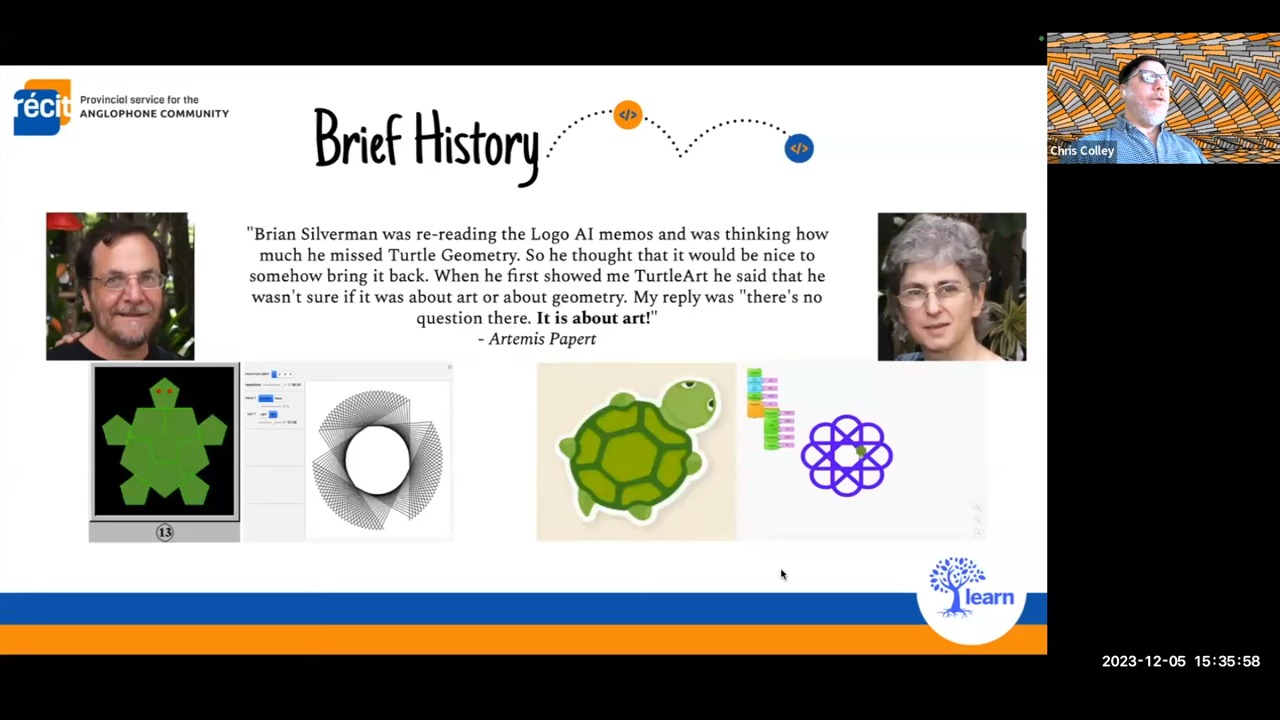 récit
Provincial service for the
ANGLOPHONE COMMUNITY
Brief History
</>
</>
Chris Colley
"Brian Silverman was re-reading the Logo AI memos and was thinking how
much he missed Turtle Geometry. So he thought that it would be nice to
somehow bring it back. When he first showed me TurtleArt he said that he
wasn't sure if it was about art or about geometry. My reply was "there's no
question there. It is about art!"
- Artemis Papert
13
learn
2023-12-05 15:35:58